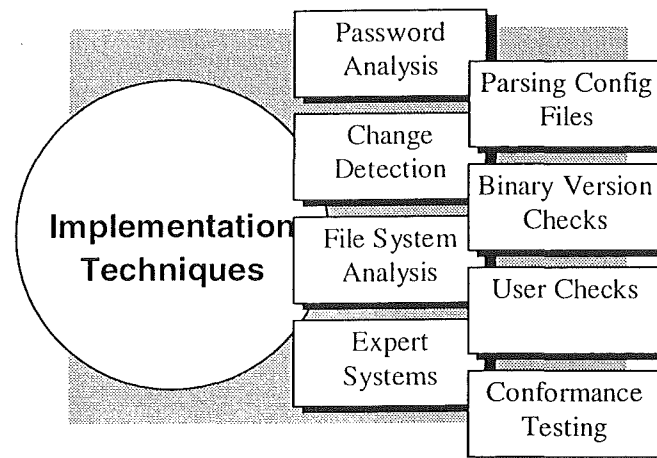 Implementation
Techniques
Password
Analysis
Change
Detection
File System
Analysis
Expert
Systems
Parsing Config
Files
Binary Version
Checks
User Checks
Conformance
Testing